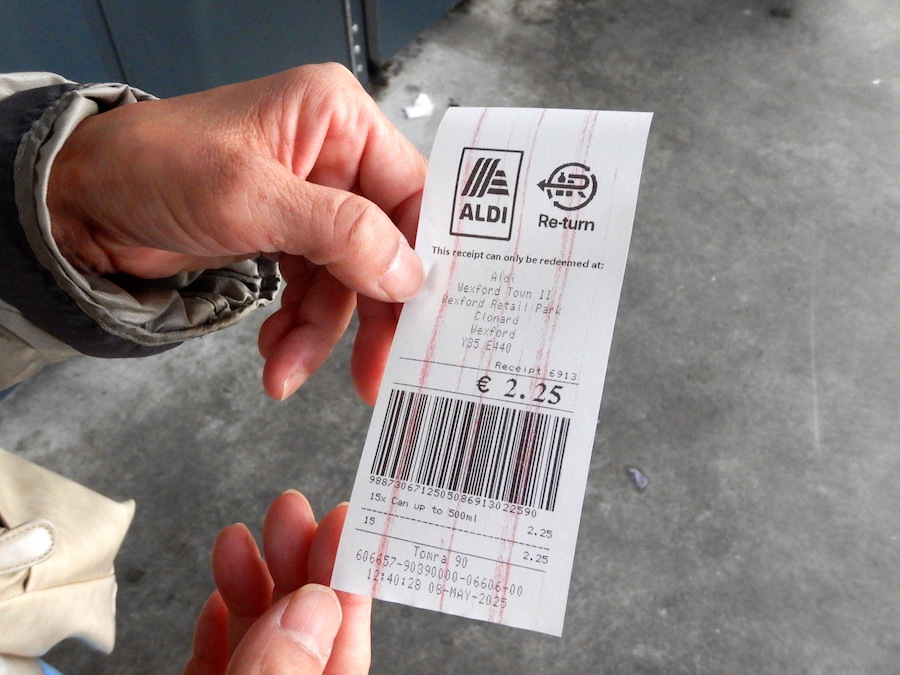 ALDI
Re-turn
This receipt can only be redeemed at:
Aldi
Wexford Town II
Wexford Retail Park
Clonard
Wexford
Y35 E440
Receipt 6913
€ 2.25
9887306712505086913022590
15x Can up to 500ml 2.25
15 2.25
Tomra 90
606657-90390000-06606-00
12:40:28 08-MAY-2025